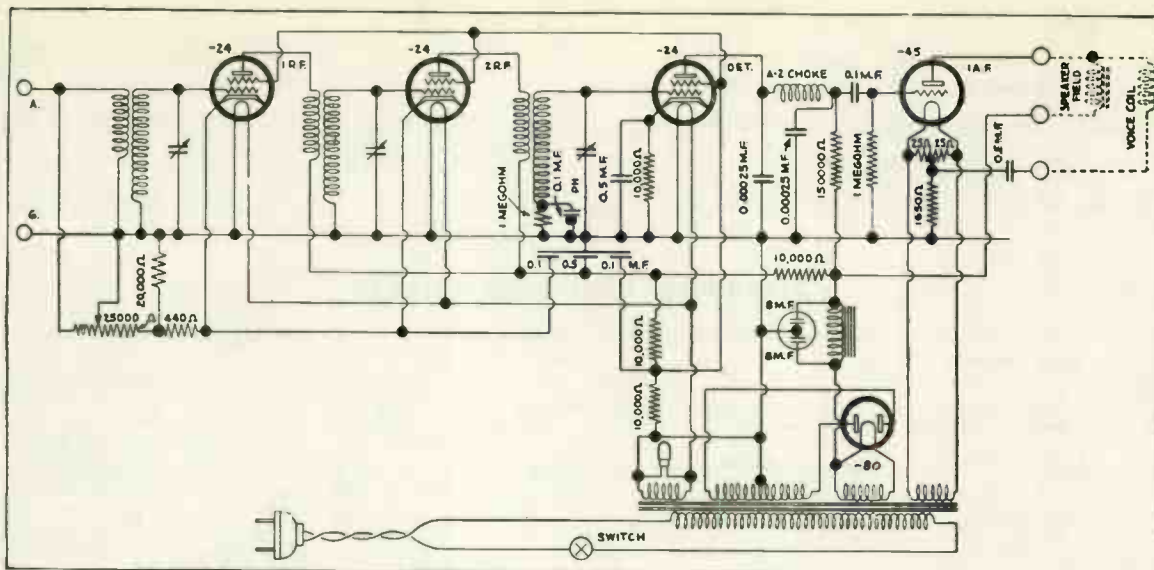 -24
1 R.F.
-24
2 R.F.
-24
DET.
A-2 CHOKE
0.1 M.F.
-45
1 A.F.
SPEAKER
FIELD
VOICE COIL
A.
G.
1 MEGOHM
0.1 M.F.
PH
0.5 M.F.
10,000Ω
0.00025 M.F.
0.00025 M.F.
15000Ω
1 MEGOHM
25Ω 25Ω
1650Ω
0.5 M.F.
20,000Ω
25000 Ω
440Ω
0.1
0.5
0.1 M.F.
10,000Ω
10,000Ω
10,000Ω
8 M.F.
8 M.F.
-80
SWITCH